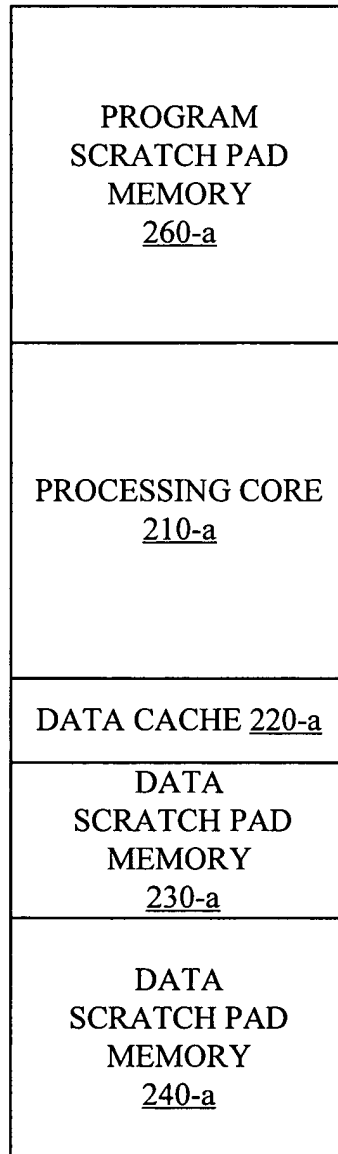 PROGRAM
SCRATCH PAD
MEMORY
260-a
PROCESSING CORE
210-a
DATA CACHE 220-a
DATA
SCRATCH PAD
MEMORY
230-a
DATA
SCRATCH PAD
MEMORY
240-a